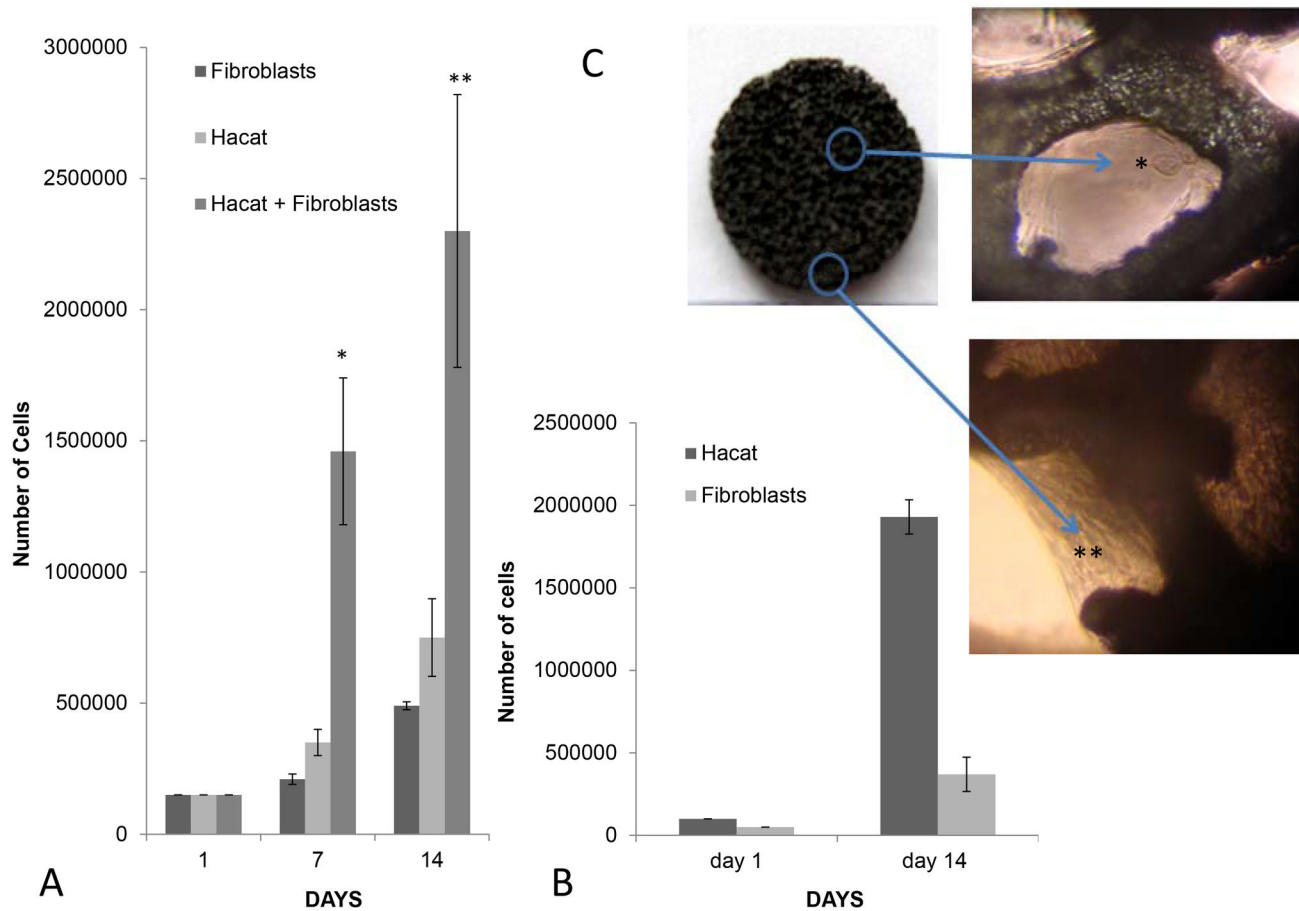 3000000
2500000
2000000
1500000
1000000
500000
0
Number of Cells
Fibroblasts
Hacat
Hacat + Fibroblasts
*
**
1 7 14
DAYS
A
C
*
**
2500000
2000000
1500000
1000000
500000
0
Number of cells
Hacat
Fibroblasts
day 1 day 14
DAYS
B